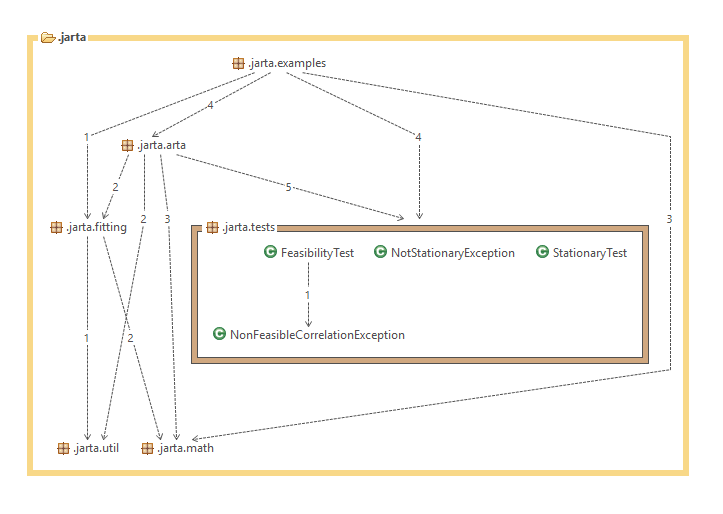 .jarta
.jarta.examples
4
1
4
.jarta.arta
2
5
2
3
3
.jarta.fitting
.jarta.tests
FeasibilityTest
NotStationaryException
StationaryTest
1
NonFeasibleCorrelationException
1
2
.jarta.util
.jarta.math